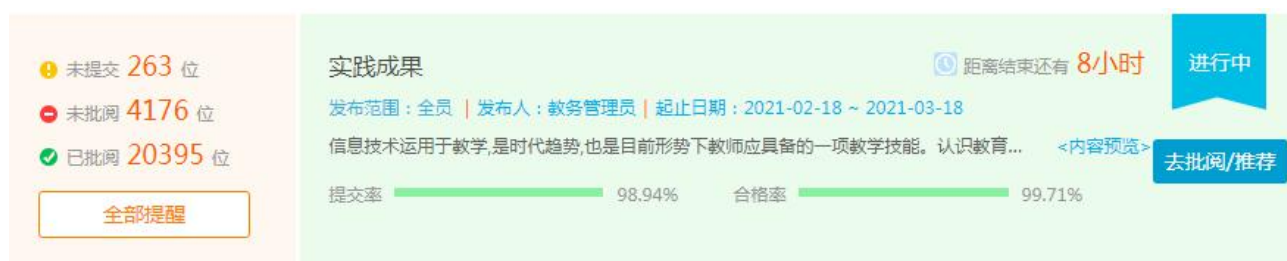 未提交 263 位
未批阅 4176 位
已批阅 20395 位
全部提醒
实践成果
距离结束还有 8小时
进行中
发布范围：全员 | 发布人：教务管理员 | 起止日期：2021-02-18 ~ 2021-03-18
信息技术运用于教学,是时代趋势,也是目前形势下教师应具备的一项教学技能。认识教育... <内容预览>
去批阅/推荐
提交率 98.94% 合格率 99.71%